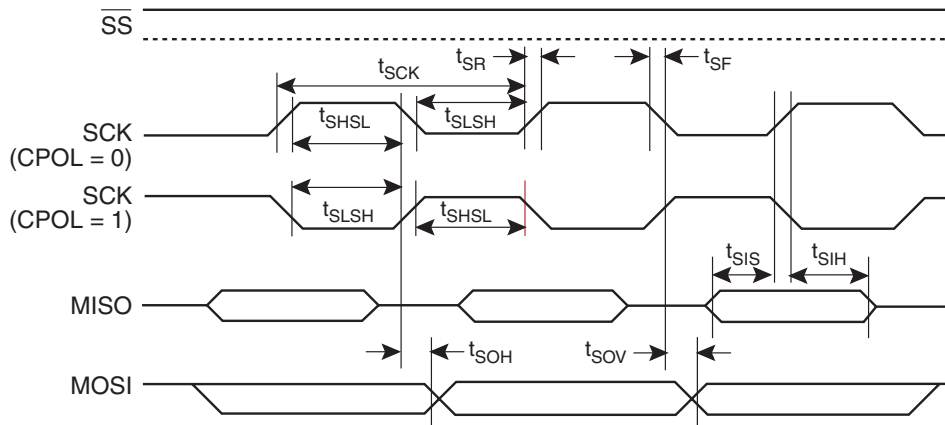 SS
tSR
tSF
tSCK
tSHSL
tSLSH
SCK
(CPOL = 0)
SCK
(CPOL = 1)
tSLSH
tSHSL
tSIS
tSIH
MISO
tSOH
tSOV
MOSI